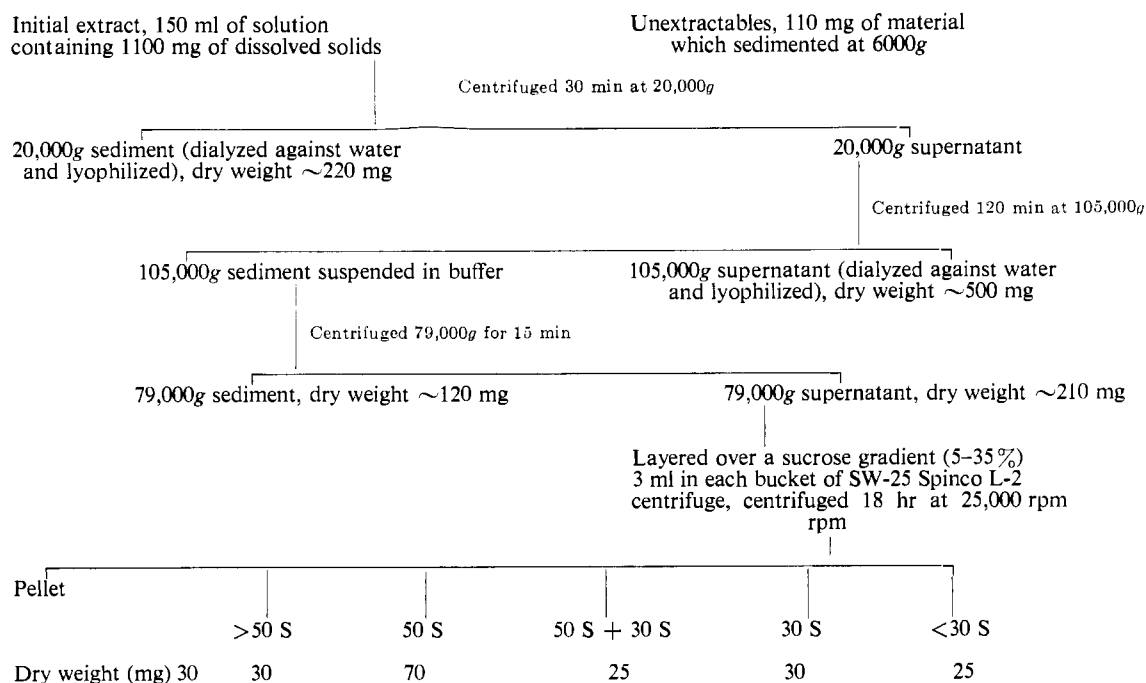 Initial extract, 150 ml of solution
containing 1100 mg of dissolved solids
Unextractables, 110 mg of material
which sedimented at 6000g
Centrifuged 30 min at 20,000g
20,000g sediment (dialyzed against water
and lyophilized), dry weight ~220 mg
20,000g supernatant
Centrifuged 120 min at 105,000g
105,000g sediment suspended in buffer
105,000g supernatant (dialyzed against water
and lyophilized), dry weight ~500 mg
Centrifuged 79,000g for 15 min
79,000g sediment, dry weight ~120 mg
79,000g supernatant, dry weight ~210 mg
Layered over a sucrose gradient (5–35%)
3 ml in each bucket of SW-25 Spinco L-2
centrifuge, centrifuged 18 hr at 25,000 rpm
rpm
Pellet
>50 S 50 S 50 S + 30 S 30 S <30 S
Dry weight (mg) 30 30 70 25 30 25